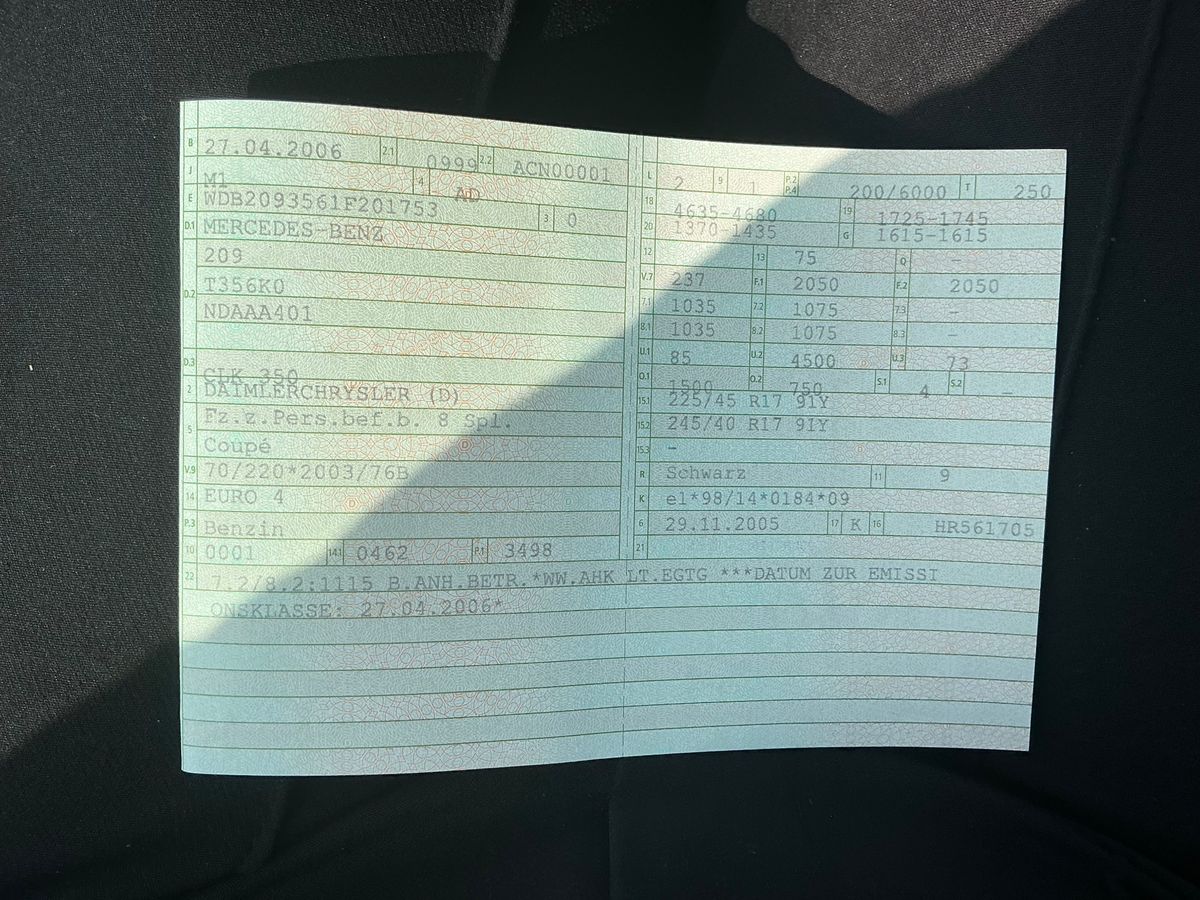 B 27.04.2006 2.1 0999 2.2 ACN00001
J M1 4 AD
E WDB2093561F201753 3 0
D.1 MERCEDES-BENZ
209
D.2 T356K0
NDAAA401
D.3 CLK 350
2 DAIMLERCHRYSLER (D)
5 Fz.z.Pers.bef.b. 8 Spl.
Coupé
V.9 70/220*2003/76B
14 EURO 4
P.3 Benzin
10 0001 14.1 0462 P.1 3498
L 2 9 1 P.2 P.4 200/6000 T 250
18 4635-4680 19 1725-1745
20 1370-1435 G 1615-1615
12 13 75 Q –
V.7 237 F.1 2050 F.2 2050
7.1 1035 7.2 1075 7.3 –
8.1 1035 8.2 1075 8.3 –
U.1 85 U.2 4500 U.3 73
O.1 1500 O.2 750 S.1 4 S.2 –
15.1 225/45 R17 91Y
15.2 245/40 R17 91Y
15.3 –
R Schwarz 11 9
K e1*98/14*0184*09
6 29.11.2005 17 K 16 HR561705
21
22 7.2/8.2:1115 B.ANH.BETR.*WW.AHK LT.EGTG ***DATUM ZUR EMISSI
ONSKLASSE: 27.04.2006*